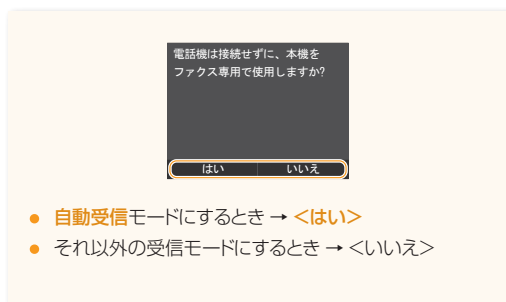 電話機は接続せずに、本機を
ファクス専用で使用しますか?
はい いいえ
● 自動受信モードにするとき → <はい>
● それ以外の受信モードにするとき → <いいえ>